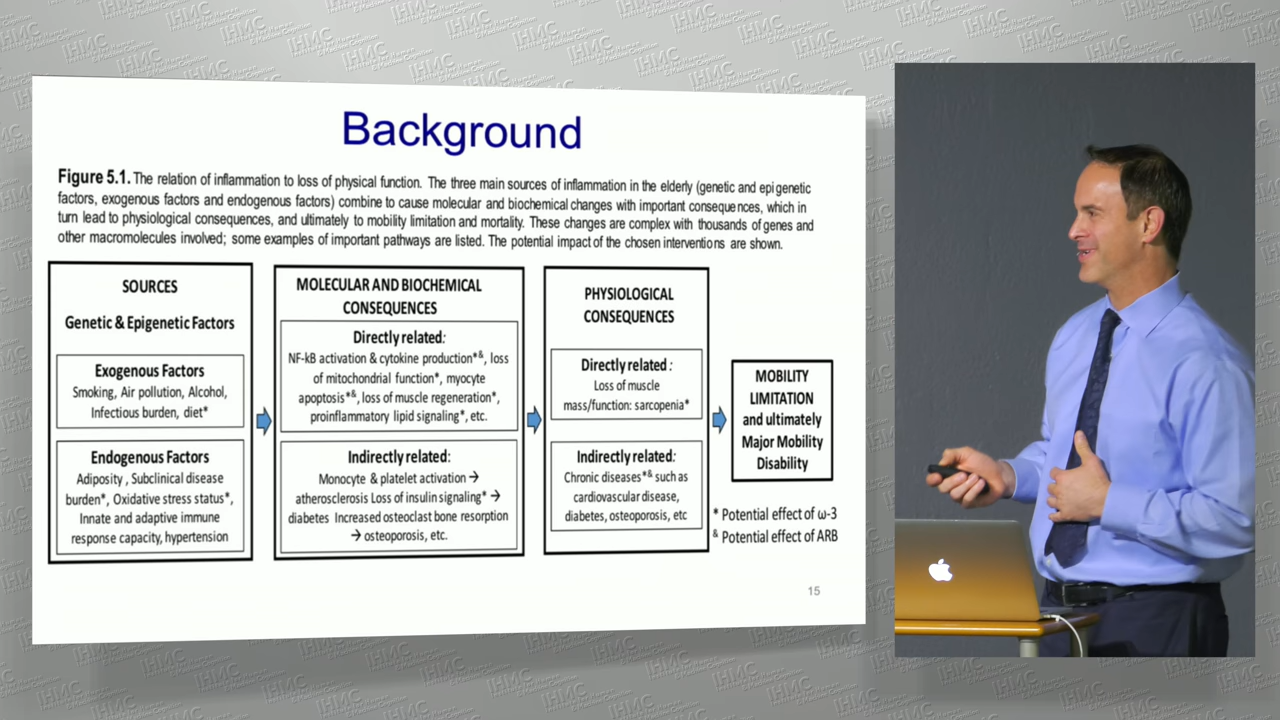 Background
Figure 5.1. The relation of inflammation to loss of physical function. The three main sources of inflammation in the elderly (genetic and epigenetic
factors, exogenous factors and endogenous factors) combine to cause molecular and biochemical changes with important consequences, which in
turn lead to physiological consequences, and ultimately to mobility limitation and mortality. These changes are complex with thousands of genes and
other macromolecules involved; some examples of important pathways are listed. The potential impact of the chosen interventions are shown.
SOURCES
Genetic & Epigenetic Factors
Exogenous Factors
Smoking, Air pollution, Alcohol,
Infectious burden, diet*
Endogenous Factors
Adiposity , Subclinical disease
burden*, Oxidative stress status*,
Innate and adaptive immune
response capacity, hypertension
MOLECULAR AND BIOCHEMICAL
CONSEQUENCES
Directly related:
NF-kB activation & cytokine production*&, loss
of mitochondrial function*, myocyte
apoptosis*&, loss of muscle regeneration*,
proinflammatory lipid signaling*, etc.
Indirectly related:
Monocyte & platelet activation →
atherosclerosis Loss of insulin signaling* →
diabetes Increased osteoclast bone resorption
→ osteoporosis, etc.
PHYSIOLOGICAL
CONSEQUENCES
Directly related :
Loss of muscle
mass/function: sarcopenia*
Indirectly related:
Chronic diseases*& such as
cardiovascular disease,
diabetes, osteoporosis, etc
MOBILITY
LIMITATION
and ultimately
Major Mobility
Disability
* Potential effect of ω-3
& Potential effect of ARB
15
IHMC